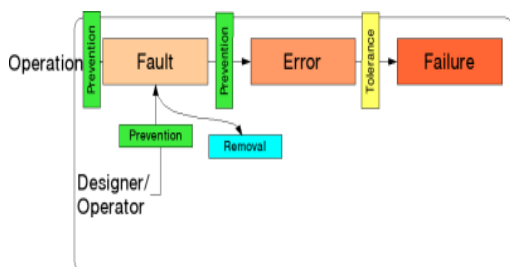 Operation
Prevention
Fault
Prevention
Error
Tolerance
Failure
Prevention
Removal
Designer/
Operator